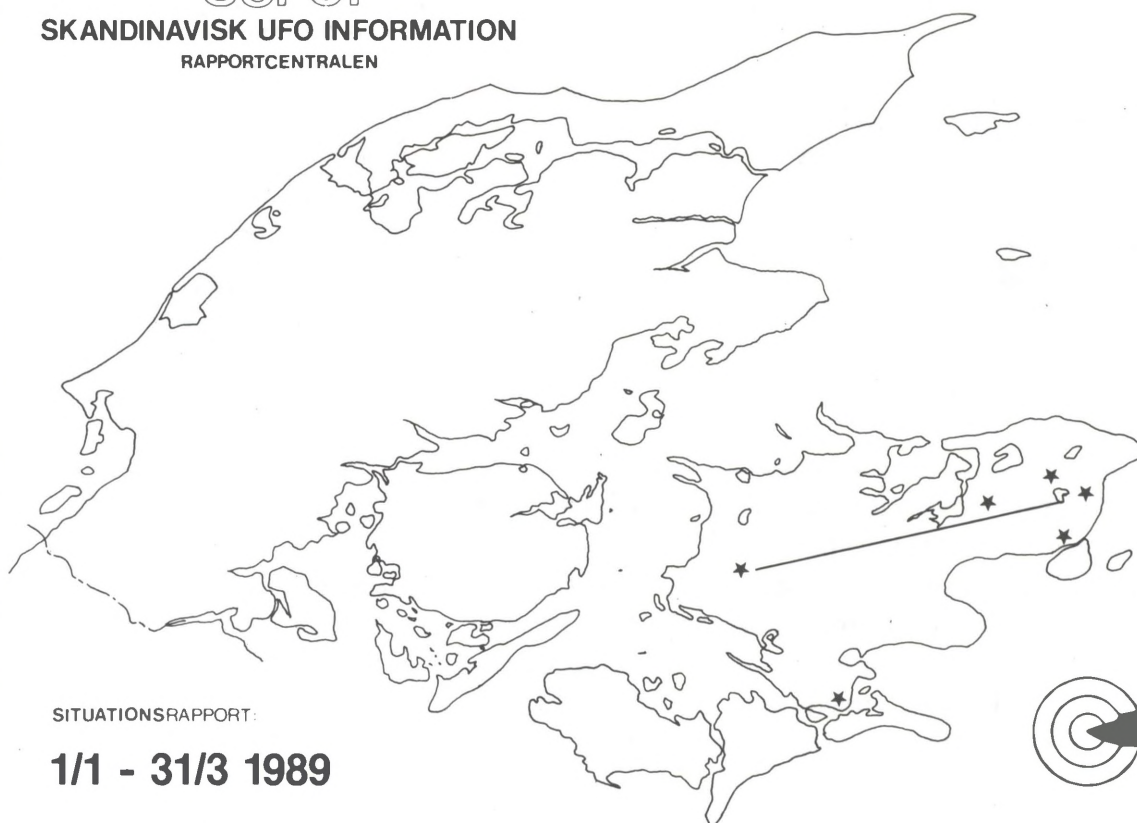 SKANDINAVISK UFO INFORMATION
RAPPORTCENTRALEN
SITUATIONSRAPPORT:
1/1 - 31/3 1989